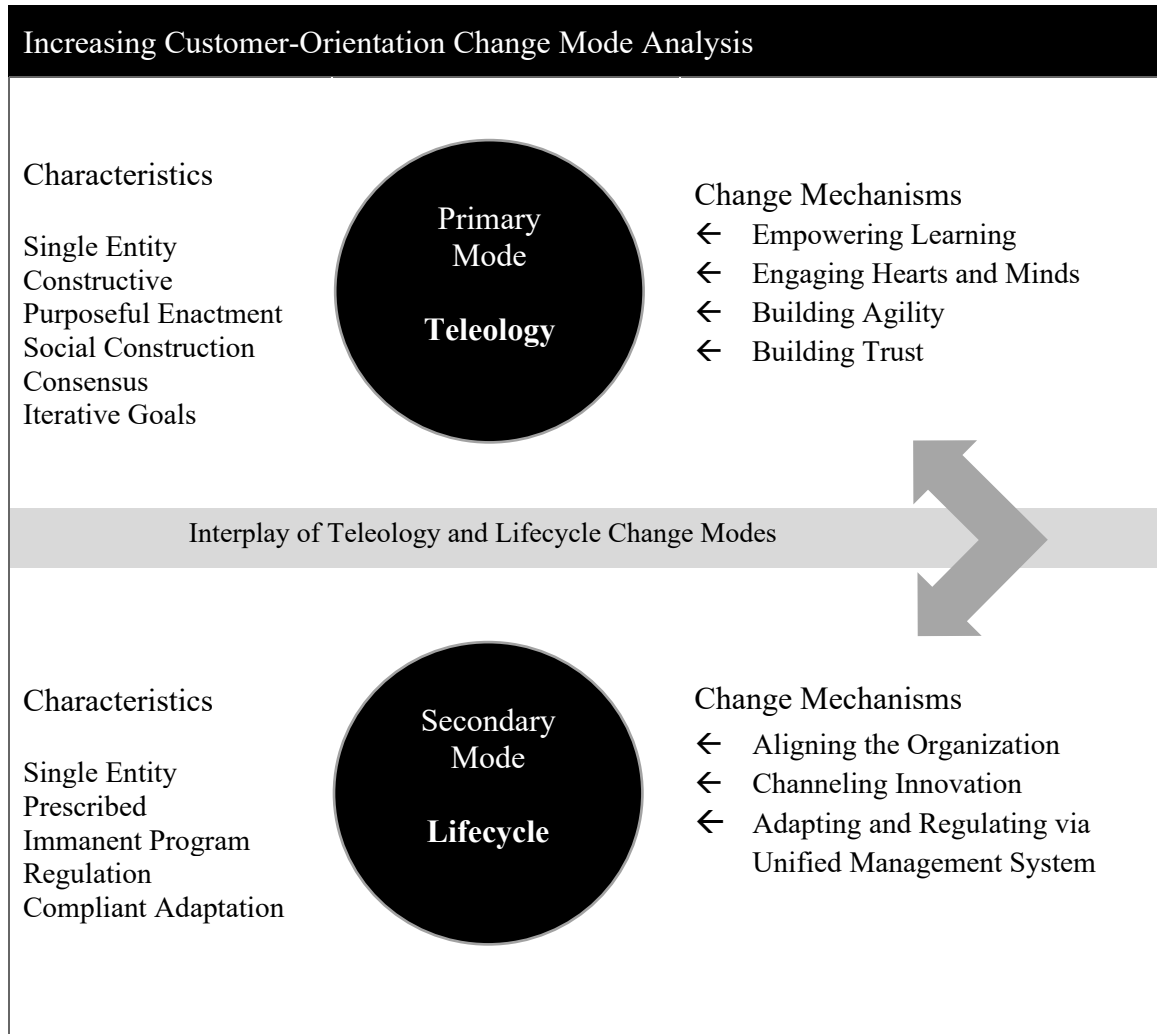 Increasing Customer-Orientation Change Mode Analysis
Characteristics
Single Entity
Constructive
Purposeful Enactment
Social Construction
Consensus
Iterative Goals
Primary
Mode
Teleology
Change Mechanisms
← Empowering Learning
← Engaging Hearts and Minds
← Building Agility
← Building Trust
Interplay of Teleology and Lifecycle Change Modes
Characteristics
Single Entity
Prescribed
Immanent Program
Regulation
Compliant Adaptation
Secondary
Mode
Lifecycle
Change Mechanisms
← Aligning the Organization
← Channeling Innovation
← Adapting and Regulating via
Unified Management System